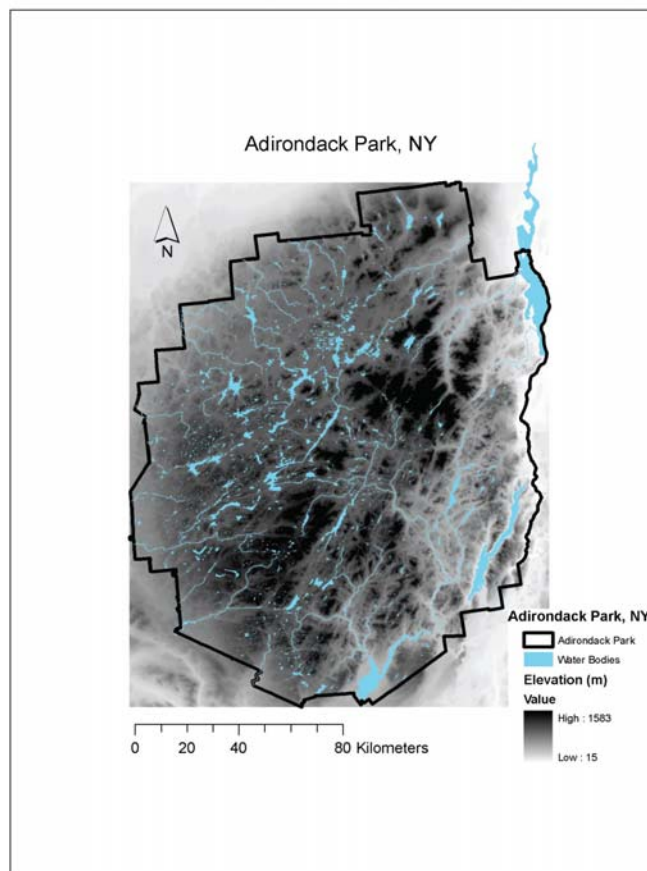 Adirondack Park, NY
N
Adirondack Park, NY
Adirondack Park
Water Bodies
Elevation (m)
Value
High : 1583
Low : 15
0 20 40 80 Kilometers